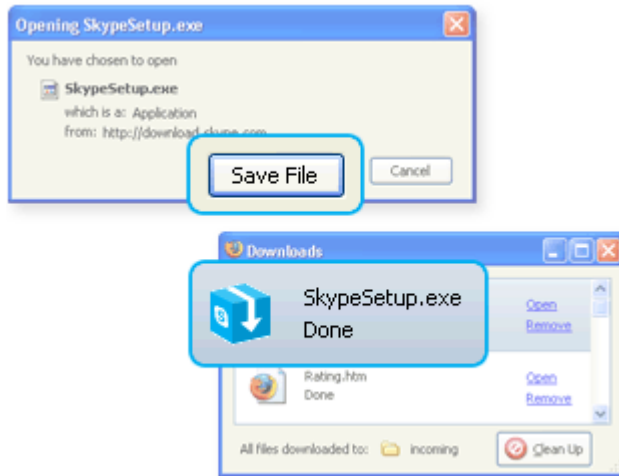 Opening SkypeSetup.exe
You have chosen to open
SkypeSetup.exe
which is a: Application
from: http://download.skype.com
Save File
Cancel
Downloads
SkypeSetup.exe
Done
Open
Remove
Rating.htm
Done
Open
Remove
All files downloaded to: incoming
Clean Up